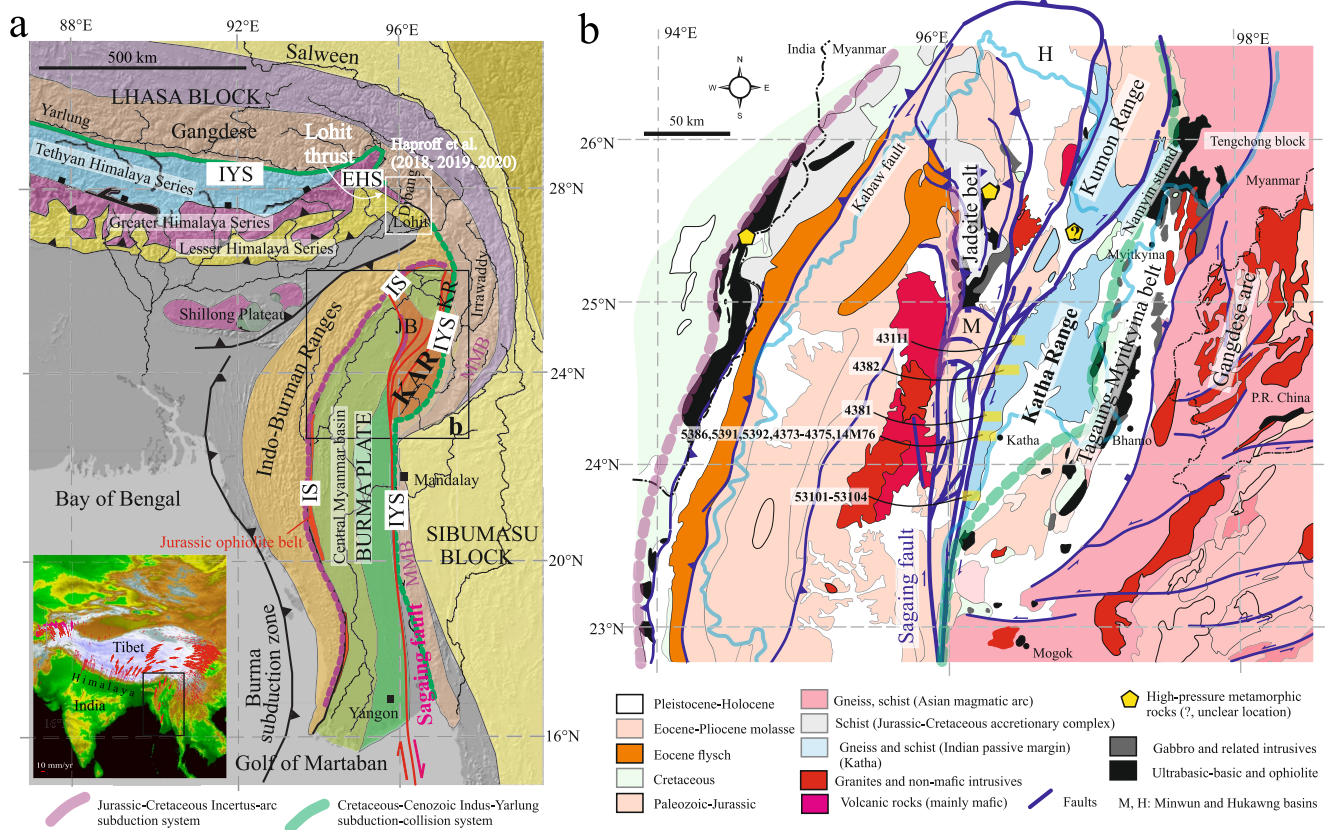 a
88°E
92°E
96°E
500 km
Salween
LHASA BLOCK
Yarlung
Gangdese
Lohit
thrust
Haproff et al.
(2018, 2019, 2020)
Tethyan Himalaya Series
IYS
EHS
Dibang
28°N
Greater Himalaya Series
Lohit
Lesser Himalaya Series
IS
KR
Irrawaddy
Shillong Plateau
JB
IYS
Indo-Burman Ranges
KAR
MMB
24°N
b
Central Myanmar basin
BURMA PLATE
Mandalay
Bay of Bengal
IS
IYS
SIBUMASU
BLOCK
Jurassic ophiolite belt
MMB
20°N
Burma
subduction zone
Sagaing fault
Tibet
Himalaya
India
10 mm/yr
Yangon
16°N
Golf of Martaban
Jurassic-Cretaceous Incertus-arc
subduction system
Cretaceous-Cenozoic Indus-Yarlung
subduction-collision system
b
94°E
96°E
98°E
India
Myanmar
H
N
W
E
S
50 km
26°N
Kabaw fault
Jadeite belt
Kumon Range
Nanyin strand
Tengchong block
Myanmar
?
Myitkyina
25°N
M
431H
4382
Katha Range
Tagaung Myitkyina belt
Gangdese arc
P.R. China
4381
5386,5391,5392,4373-4375,14M76
Katha
Bhamo
24°N
53101-53104
Sagaing fault
23°N
Mogok
Pleistocene-Holocene
Eocene-Pliocene molasse
Eocene flysch
Cretaceous
Paleozoic-Jurassic
Gneiss, schist (Asian magmatic arc)
Schist (Jurassic-Cretaceous accretionary complex)
Gneiss and schist (Indian passive margin)
(Katha)
Granites and non-mafic intrusives
Volcanic rocks (mainly mafic)
High-pressure metamorphic
rocks (?, unclear location)
Gabbro and related intrusives
Ultrabasic-basic and ophiolite
Faults
M, H: Minwun and Hukawng basins